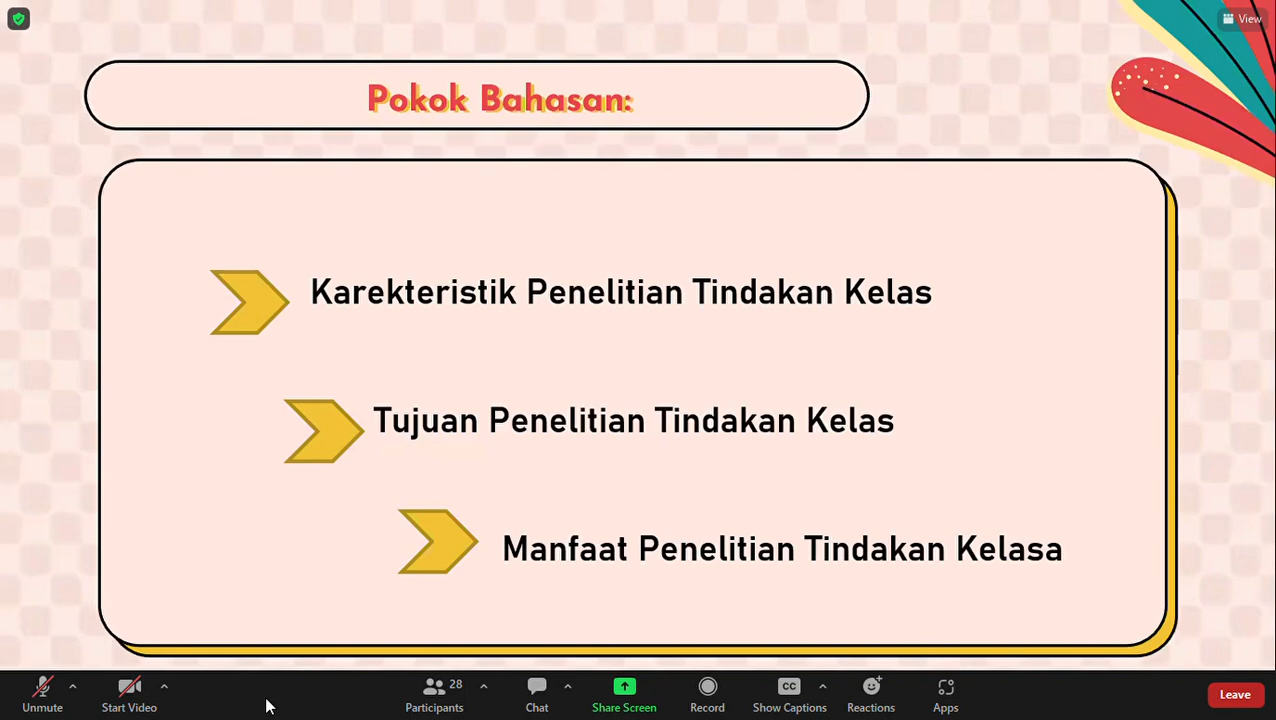 View
Pokok Bahasan:
Karekteristik Penelitian Tindakan Kelas
Tujuan Penelitian Tindakan Kelas
Manfaat Penelitian Tindakan Kelasa
28
CC
Unmute
Start Video
Participants
Chat
Share Screen
Record
Show Captions
Reactions
Apps
Leave